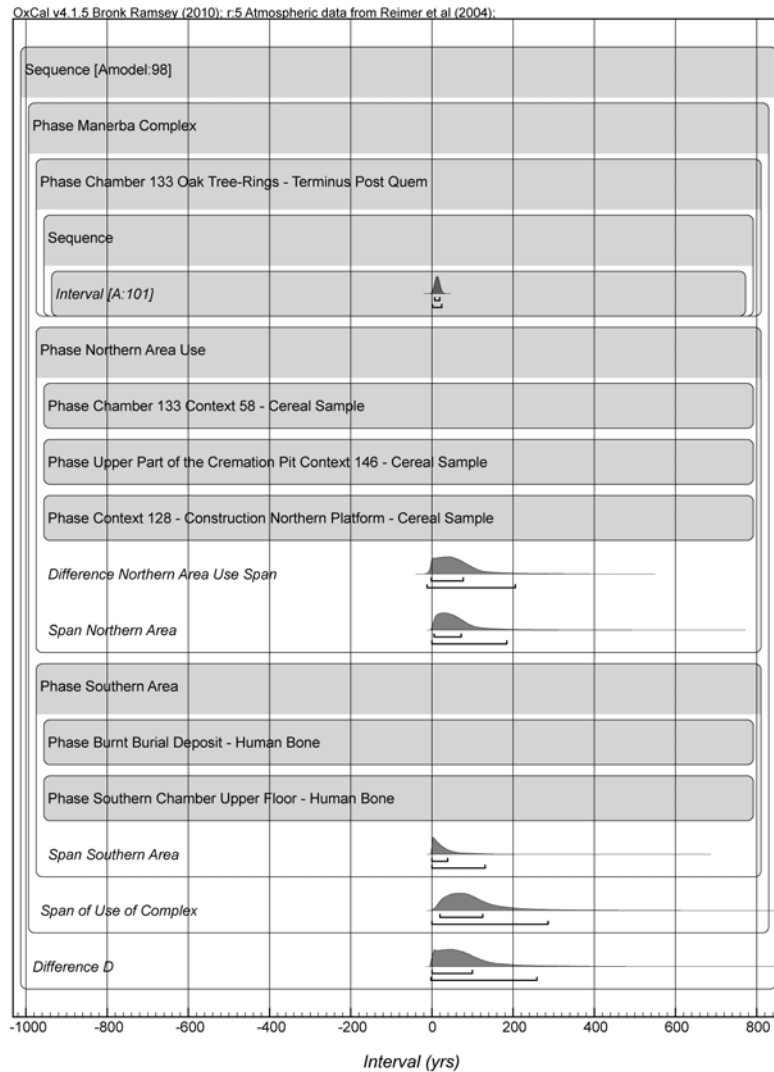 OxCal v4.1.5 Bronk Ramsey (2010); r:5 Atmospheric data from Reimer et al (2004);
Sequence [Amodel:98]
Phase Manerba Complex
Phase Chamber 133 Oak Tree-Rings - Terminus Post Quem
Sequence
Interval [A:101]
Phase Northern Area Use
Phase Chamber 133 Context 58 - Cereal Sample
Phase Upper Part of the Cremation Pit Context 146 - Cereal Sample
Phase Context 128 - Construction Northern Platform - Cereal Sample
Difference Northern Area Use Span
Span Northern Area
Phase Southern Area
Phase Burnt Burial Deposit - Human Bone
Phase Southern Chamber Upper Floor - Human Bone
Span Southern Area
Span of Use of Complex
Difference D
-1000 -800 -600 -400 -200 0 200 400 600 800
Interval (yrs)